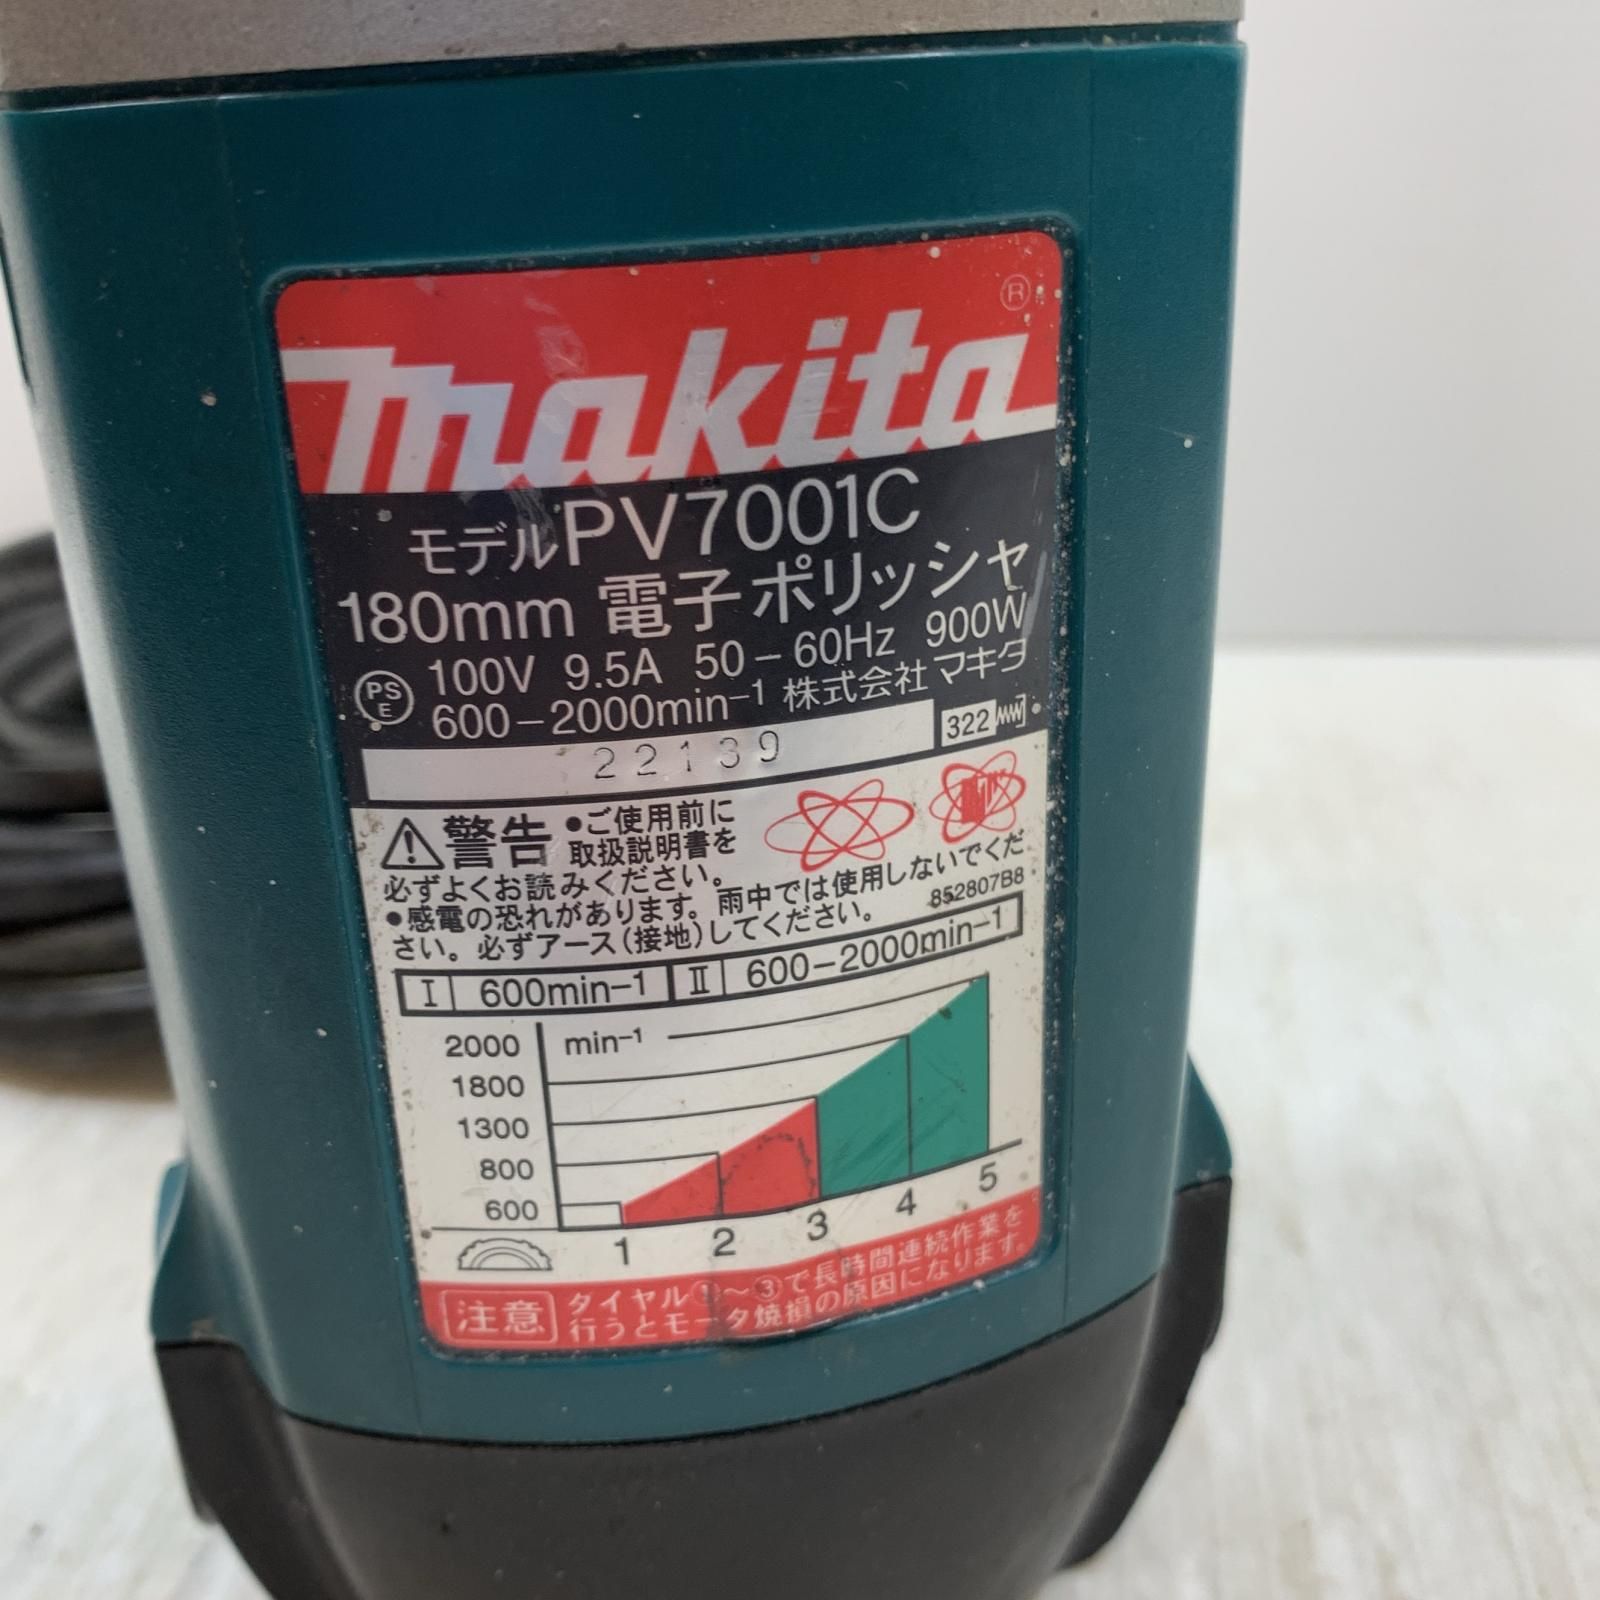 makita ®
モデルPV7001C
180mm 電子ポリッシャ
PSE 100V 9.5A 50-60Hz 900W
600-2000min-1 株式会社マキタ
22139 322
警告 ●ご使用前に
取扱説明書を
必ずよくお読みください。
●感電の恐れがあります。雨中では使用しないでくだ
さい。必ずアース(接地)してください。
852807B8
I 600min-1 II 600-2000min-1
2000 min-1
1800
1300
800
600
1 2 3 4 5
注意 ダイヤル①~③で長時間連続作業を
行うとモータ焼損の原因になります。